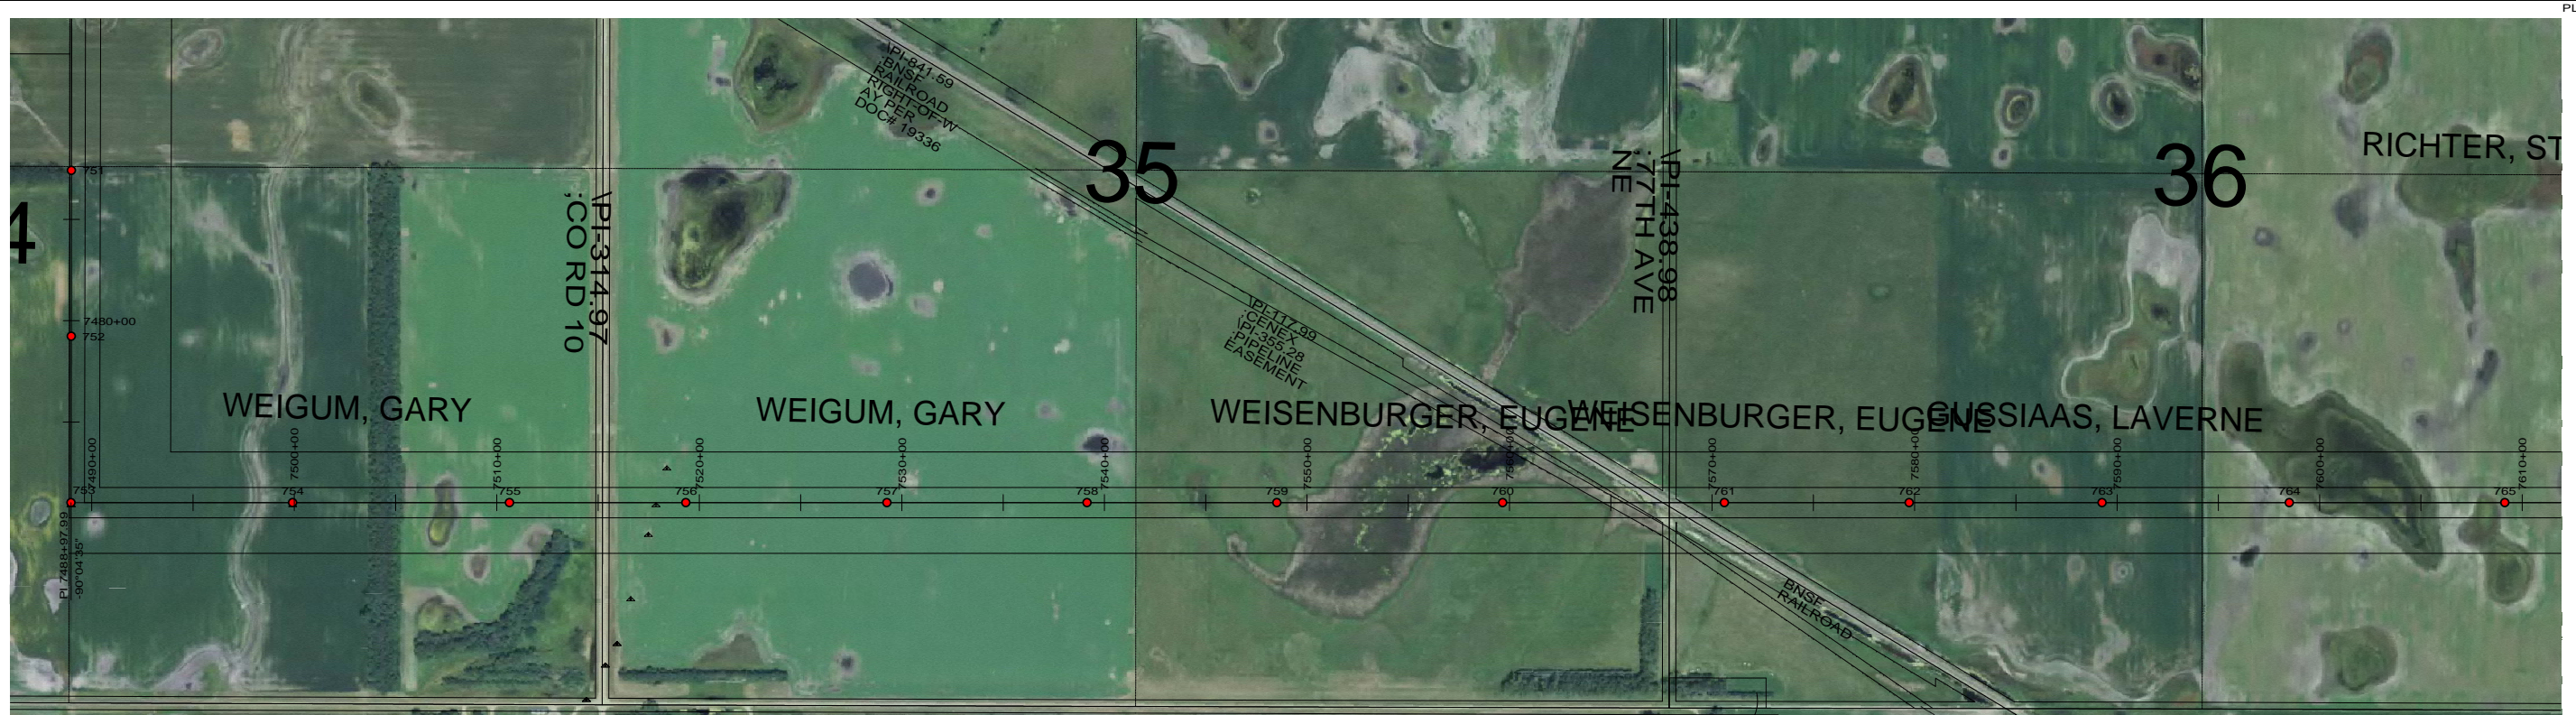 PL
\PI-841.59
;BNSF
RAILROAD
RIGHT-OF-W
AY PER
DOC# 19336
35
36
RICHTER, ST
\PI-314.97
;CO RD 10
\PI-438.98
;77TH AVE
NE
751
4
7480+00
752
\PI-117.99
;CENEX
\PI-355.28
;PIPELINE
EASEMENT
WEIGUM, GARY
WEIGUM, GARY
WEISENBURGER, EUGENE
WEISENBURGER, EUGENE
GUSSIAAS, LAVERNE
7490+00
7500+00
7510+00
7520+00
7530+00
7540+00
7550+00
7560+00
7570+00
7580+00
7590+00
7600+00
7610+00
753
754
755
756
757
758
759
760
761
762
763
764
765
PI 7488+97.99
-90°04'35"
BNSF
RAILROAD